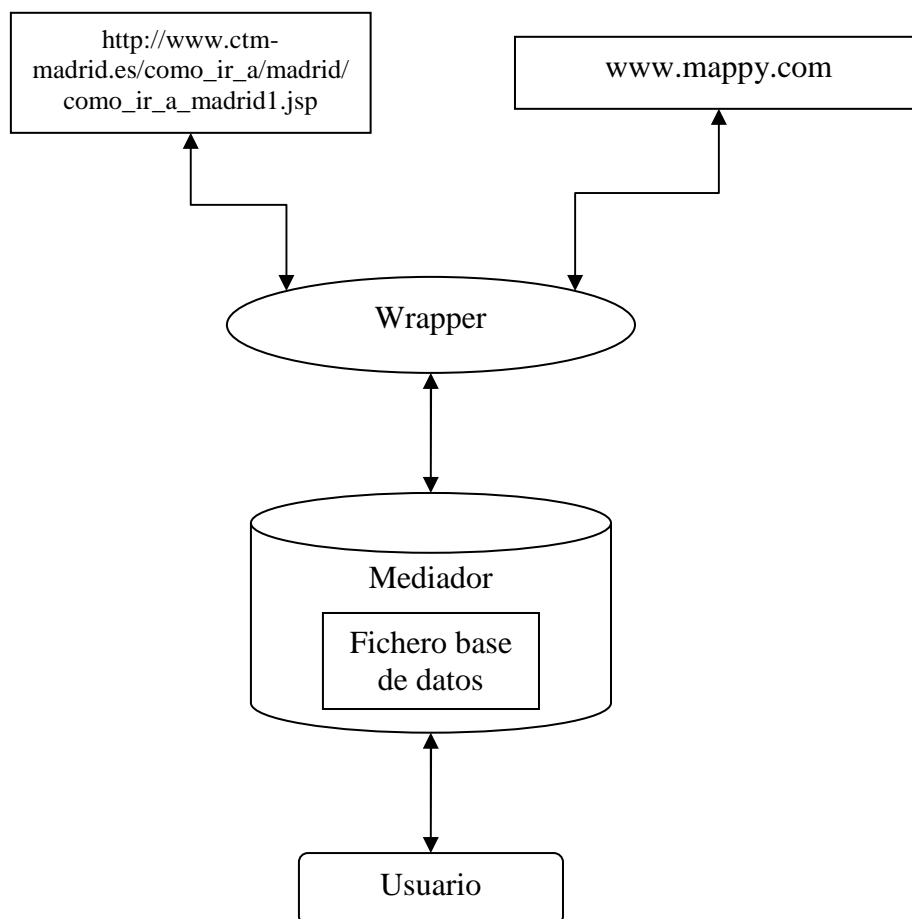 http://www.ctm-
madrid.es/como_ir_a/madrid/
como_ir_a_madrid1.jsp
www.mappy.com
Wrapper
Mediador
Fichero base
de datos
Usuario